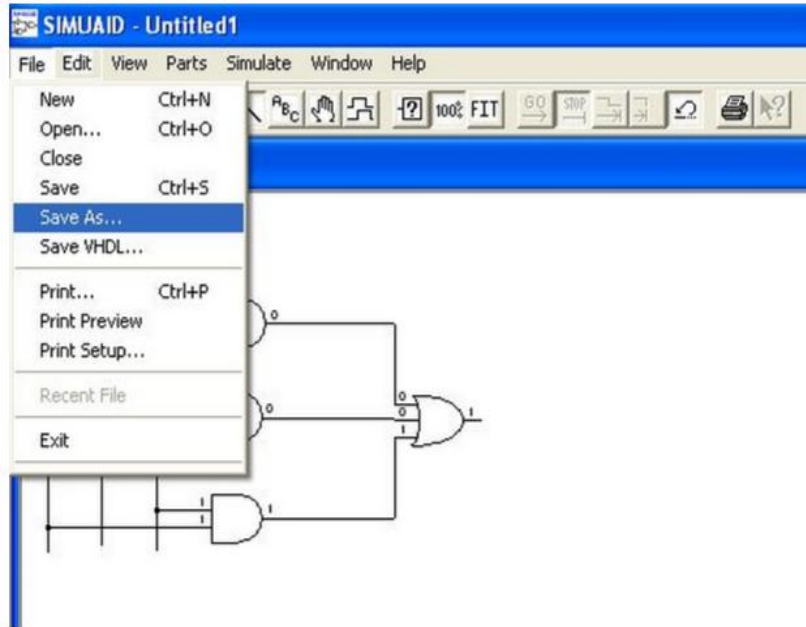 SIMUAID - Untitled1
File Edit View Parts Simulate Window Help
ABC ? 100% FIT GO STOP ?
New Ctrl+N
Open... Ctrl+O
Close
Save Ctrl+S
Save As...
Save VHDL...
Print... Ctrl+P
Print Preview
Print Setup...
Recent File
Exit
0
0
0
0
1
1
1
1
1